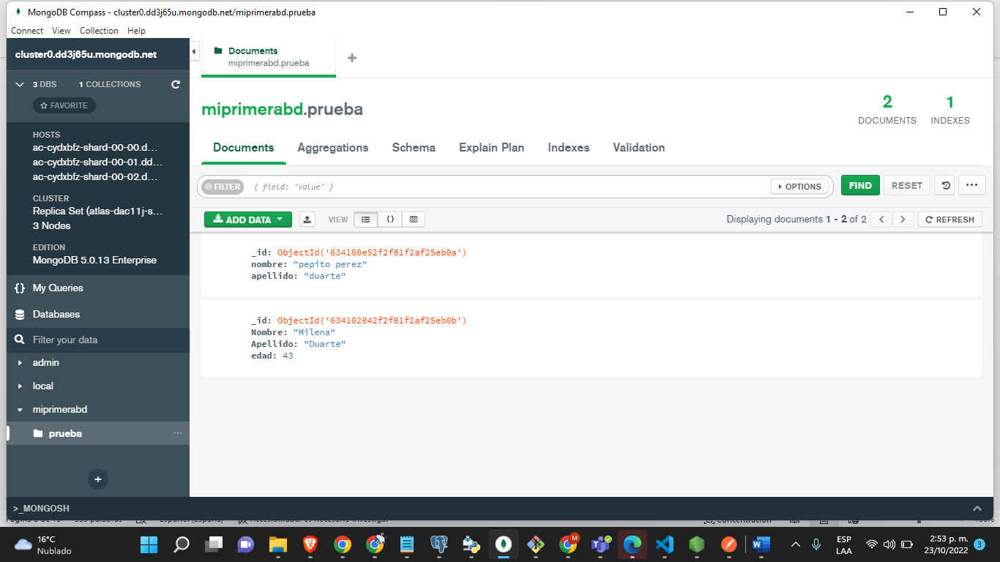 MongoDB Compass - cluster0.dd3j65u.mongodb.net/miprimerabd.prueba
Connect View Collection Help
cluster0.dd3j65u.mongodb.net
3 DBS 1 COLLECTIONS
FAVORITE
HOSTS
ac-cydxbfz-shard-00-00.d...
ac-cydxbfz-shard-00-01.dd...
ac-cydxbfz-shard-00-02.d...
CLUSTER
Replica Set (atlas-dac11j-s...
3 Nodes
EDITION
MongoDB 5.0.13 Enterprise
{} My Queries
Databases
Filter your data
admin
local
miprimerabd
prueba
Documents
miprimerabd.prueba
miprimerabd.prueba
2
DOCUMENTS
1
INDEXES
Documents Aggregations Schema Explain Plan Indexes Validation
FILTER { field: 'value' } OPTIONS FIND RESET
ADD DATA VIEW {} Displaying documents 1 - 2 of 2 REFRESH
_id: ObjectId('634100e52f2f81f2af25eb0a')
nombre: "pepito perez"
apellido: "duarte"
_id: ObjectId('634102842f2f81f2af25eb0b')
Nombre: "Milena"
Apellido: "Duarte"
edad: 43
>_MONGOSH
16°C
Nublado
M
ESP
LAA
2:53 p. m.
23/10/2022
3